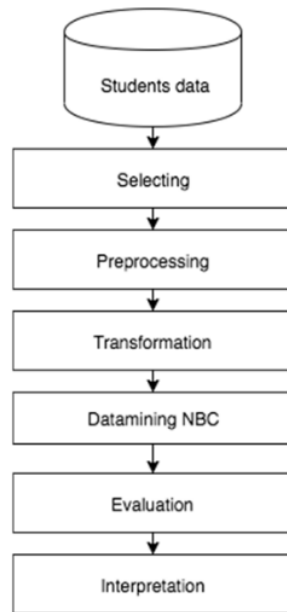 Students data
Selecting
Preprocessing
Transformation
Datamining NBC
Evaluation
Interpretation